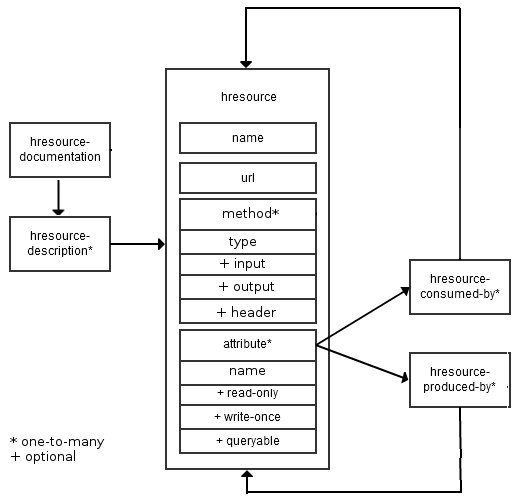 hresource
hresource-
documentation
name
url
method*
type
+ input
+ output
+ header
hresource-
description*
attribute*
name
+ read-only
+ write-once
+ queryable
hresource-
consumed-by*
hresource-
produced-by*
* one-to-many
+ optional